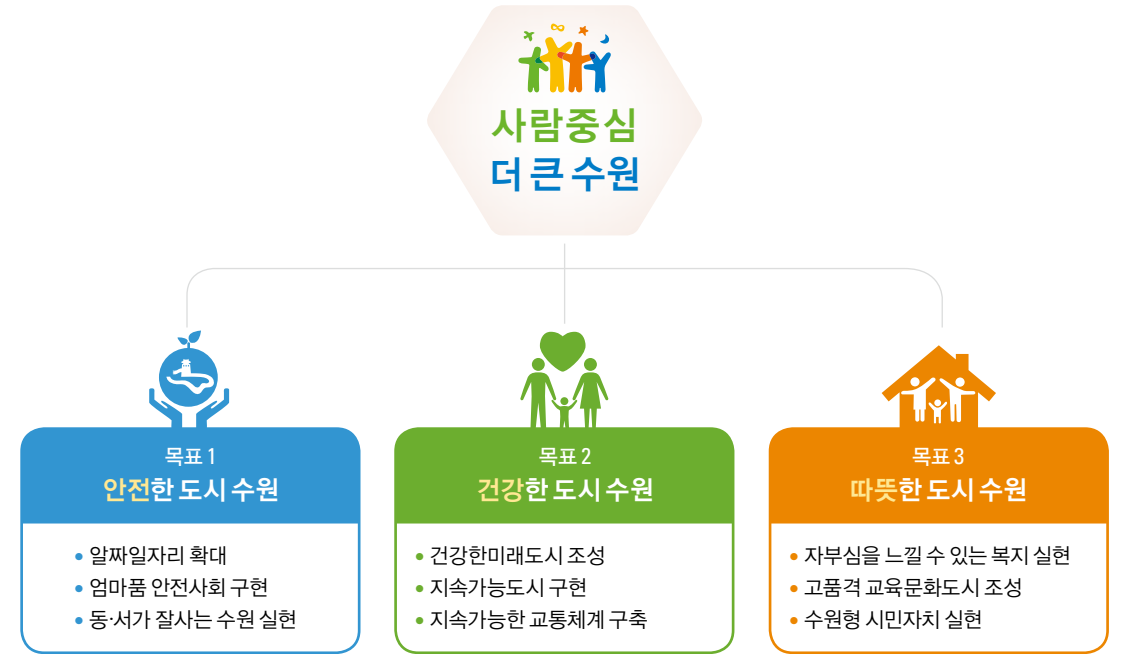 사람중심
더 큰 수원
목표 1
안전한 도시 수원
• 알짜일자리 확대
• 엄마품 안전사회 구현
• 동·서가 잘사는 수원 실현
목표 2
건강한 도시 수원
• 건강한미래도시 조성
• 지속가능도시 구현
• 지속가능한 교통체계 구축
목표 3
따뜻한 도시 수원
• 자부심을 느낄 수 있는 복지 실현
• 고품격 교육문화도시 조성
• 수원형 시민자치 실현